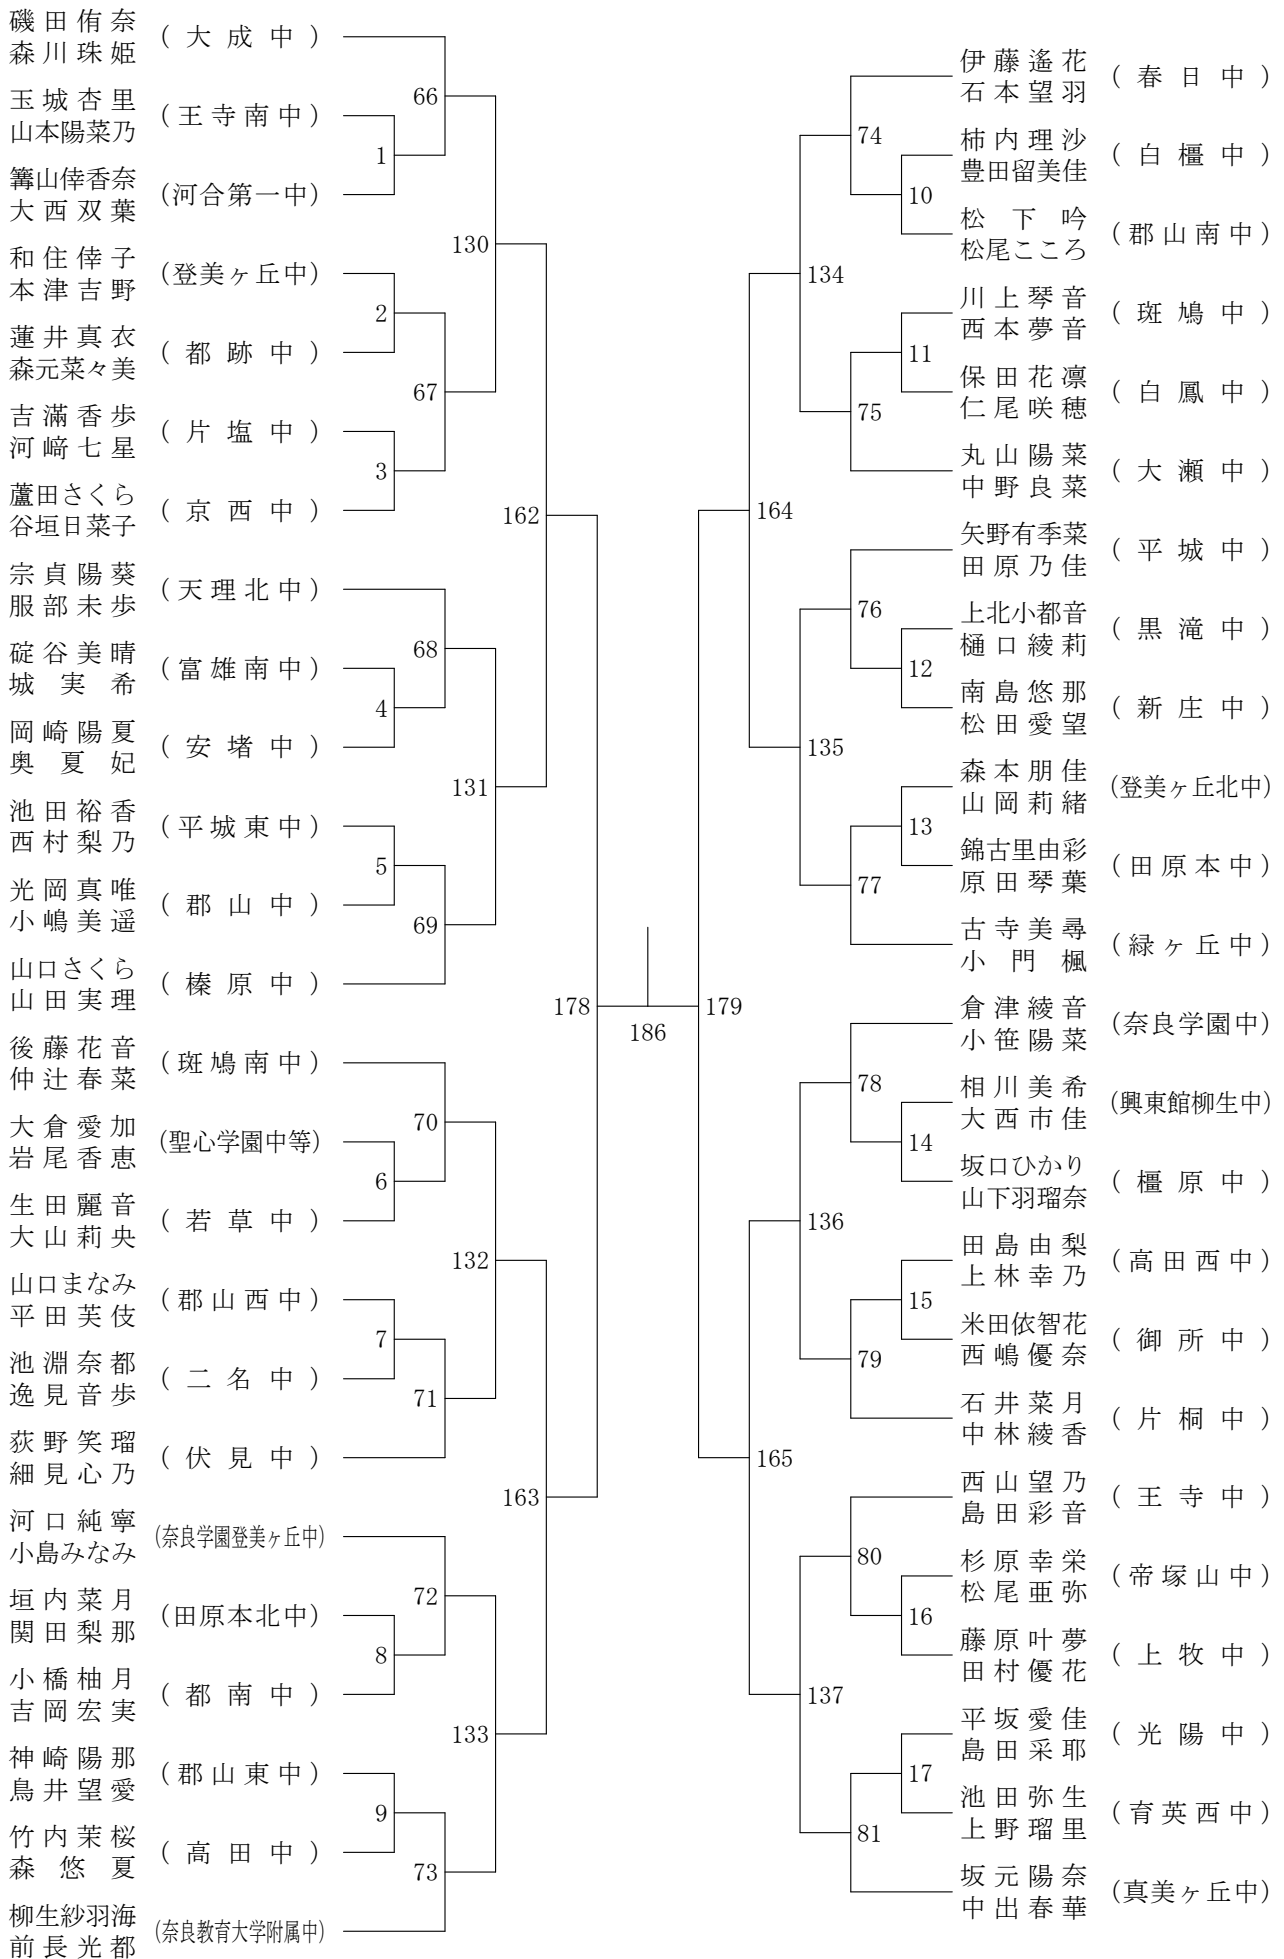 磯田侑奈
森川珠姫
(大成中)
66
玉城杏里
山本陽菜乃
(王寺南中)
1
篝山倖香奈
大西双葉
(河合第一中)
130
和住倖子
本津吉野
(登美ヶ丘中)
2
蓮井真衣
森元菜々美
(都跡中)
67
吉滿香歩
河﨑七星
(片塩中)
3
蘆田さくら
谷垣日菜子
(京西中)
162
宗貞陽葵
服部未歩
(天理北中)
68
碇谷美晴
城実希
(富雄南中)
4
岡崎陽夏
奥夏妃
(安堵中)
131
池田裕香
西村梨乃
(平城東中)
5
光岡真唯
小嶋美遥
(郡山中)
69
山口さくら
山田実理
(榛原中)
178
後藤花音
仲辻春菜
(斑鳩南中)
70
大倉愛加
岩尾香恵
(聖心学園中等)
6
生田麗音
大山莉央
(若草中)
132
山口まなみ
平田芙伎
(郡山西中)
7
池淵奈都
逸見音歩
(二名中)
71
荻野笑瑠
細見心乃
(伏見中)
163
河口純寧
小島みなみ
(奈良学園登美ヶ丘中)
72
垣内菜月
関田梨那
(田原本北中)
8
小橋柚月
吉岡宏実
(都南中)
133
神崎陽那
鳥井望愛
(郡山東中)
9
竹内茉桜
森悠夏
(高田中)
73
柳生紗羽海
前長光都
(奈良教育大学附属中)
186
伊藤遙花
石本望羽
(春日中)
74
柿内理沙
豊田留美佳
(白橿中)
10
松下吟
松尾こころ
(郡山南中)
134
川上琴音
西本夢音
(斑鳩中)
11
保田花凛
仁尾咲穂
(白鳳中)
75
丸山陽菜
中野良菜
(大瀬中)
164
矢野有季菜
田原乃佳
(平城中)
76
上北小都音
樋口綾莉
(黒滝中)
12
南島悠那
松田愛望
(新庄中)
135
森本朋佳
山岡莉緒
(登美ヶ丘北中)
13
錦古里由彩
原田琴葉
(田原本中)
77
古寺美尋
小門楓
(緑ヶ丘中)
179
倉津綾音
小笹陽菜
(奈良学園中)
78
相川美希
大西市佳
(興東館柳生中)
14
坂口ひかり
山下羽瑠奈
(橿原中)
136
田島由梨
上林幸乃
(高田西中)
15
米田依智花
西嶋優奈
(御所中)
79
石井菜月
中林綾香
(片桐中)
165
西山望乃
島田彩音
(王寺中)
80
杉原幸栄
松尾亜弥
(帝塚山中)
16
藤原叶夢
田村優花
(上牧中)
137
平坂愛佳
島田采耶
(光陽中)
17
池田弥生
上野瑠里
(育英西中)
81
坂元陽奈
中出春華
(真美ヶ丘中)